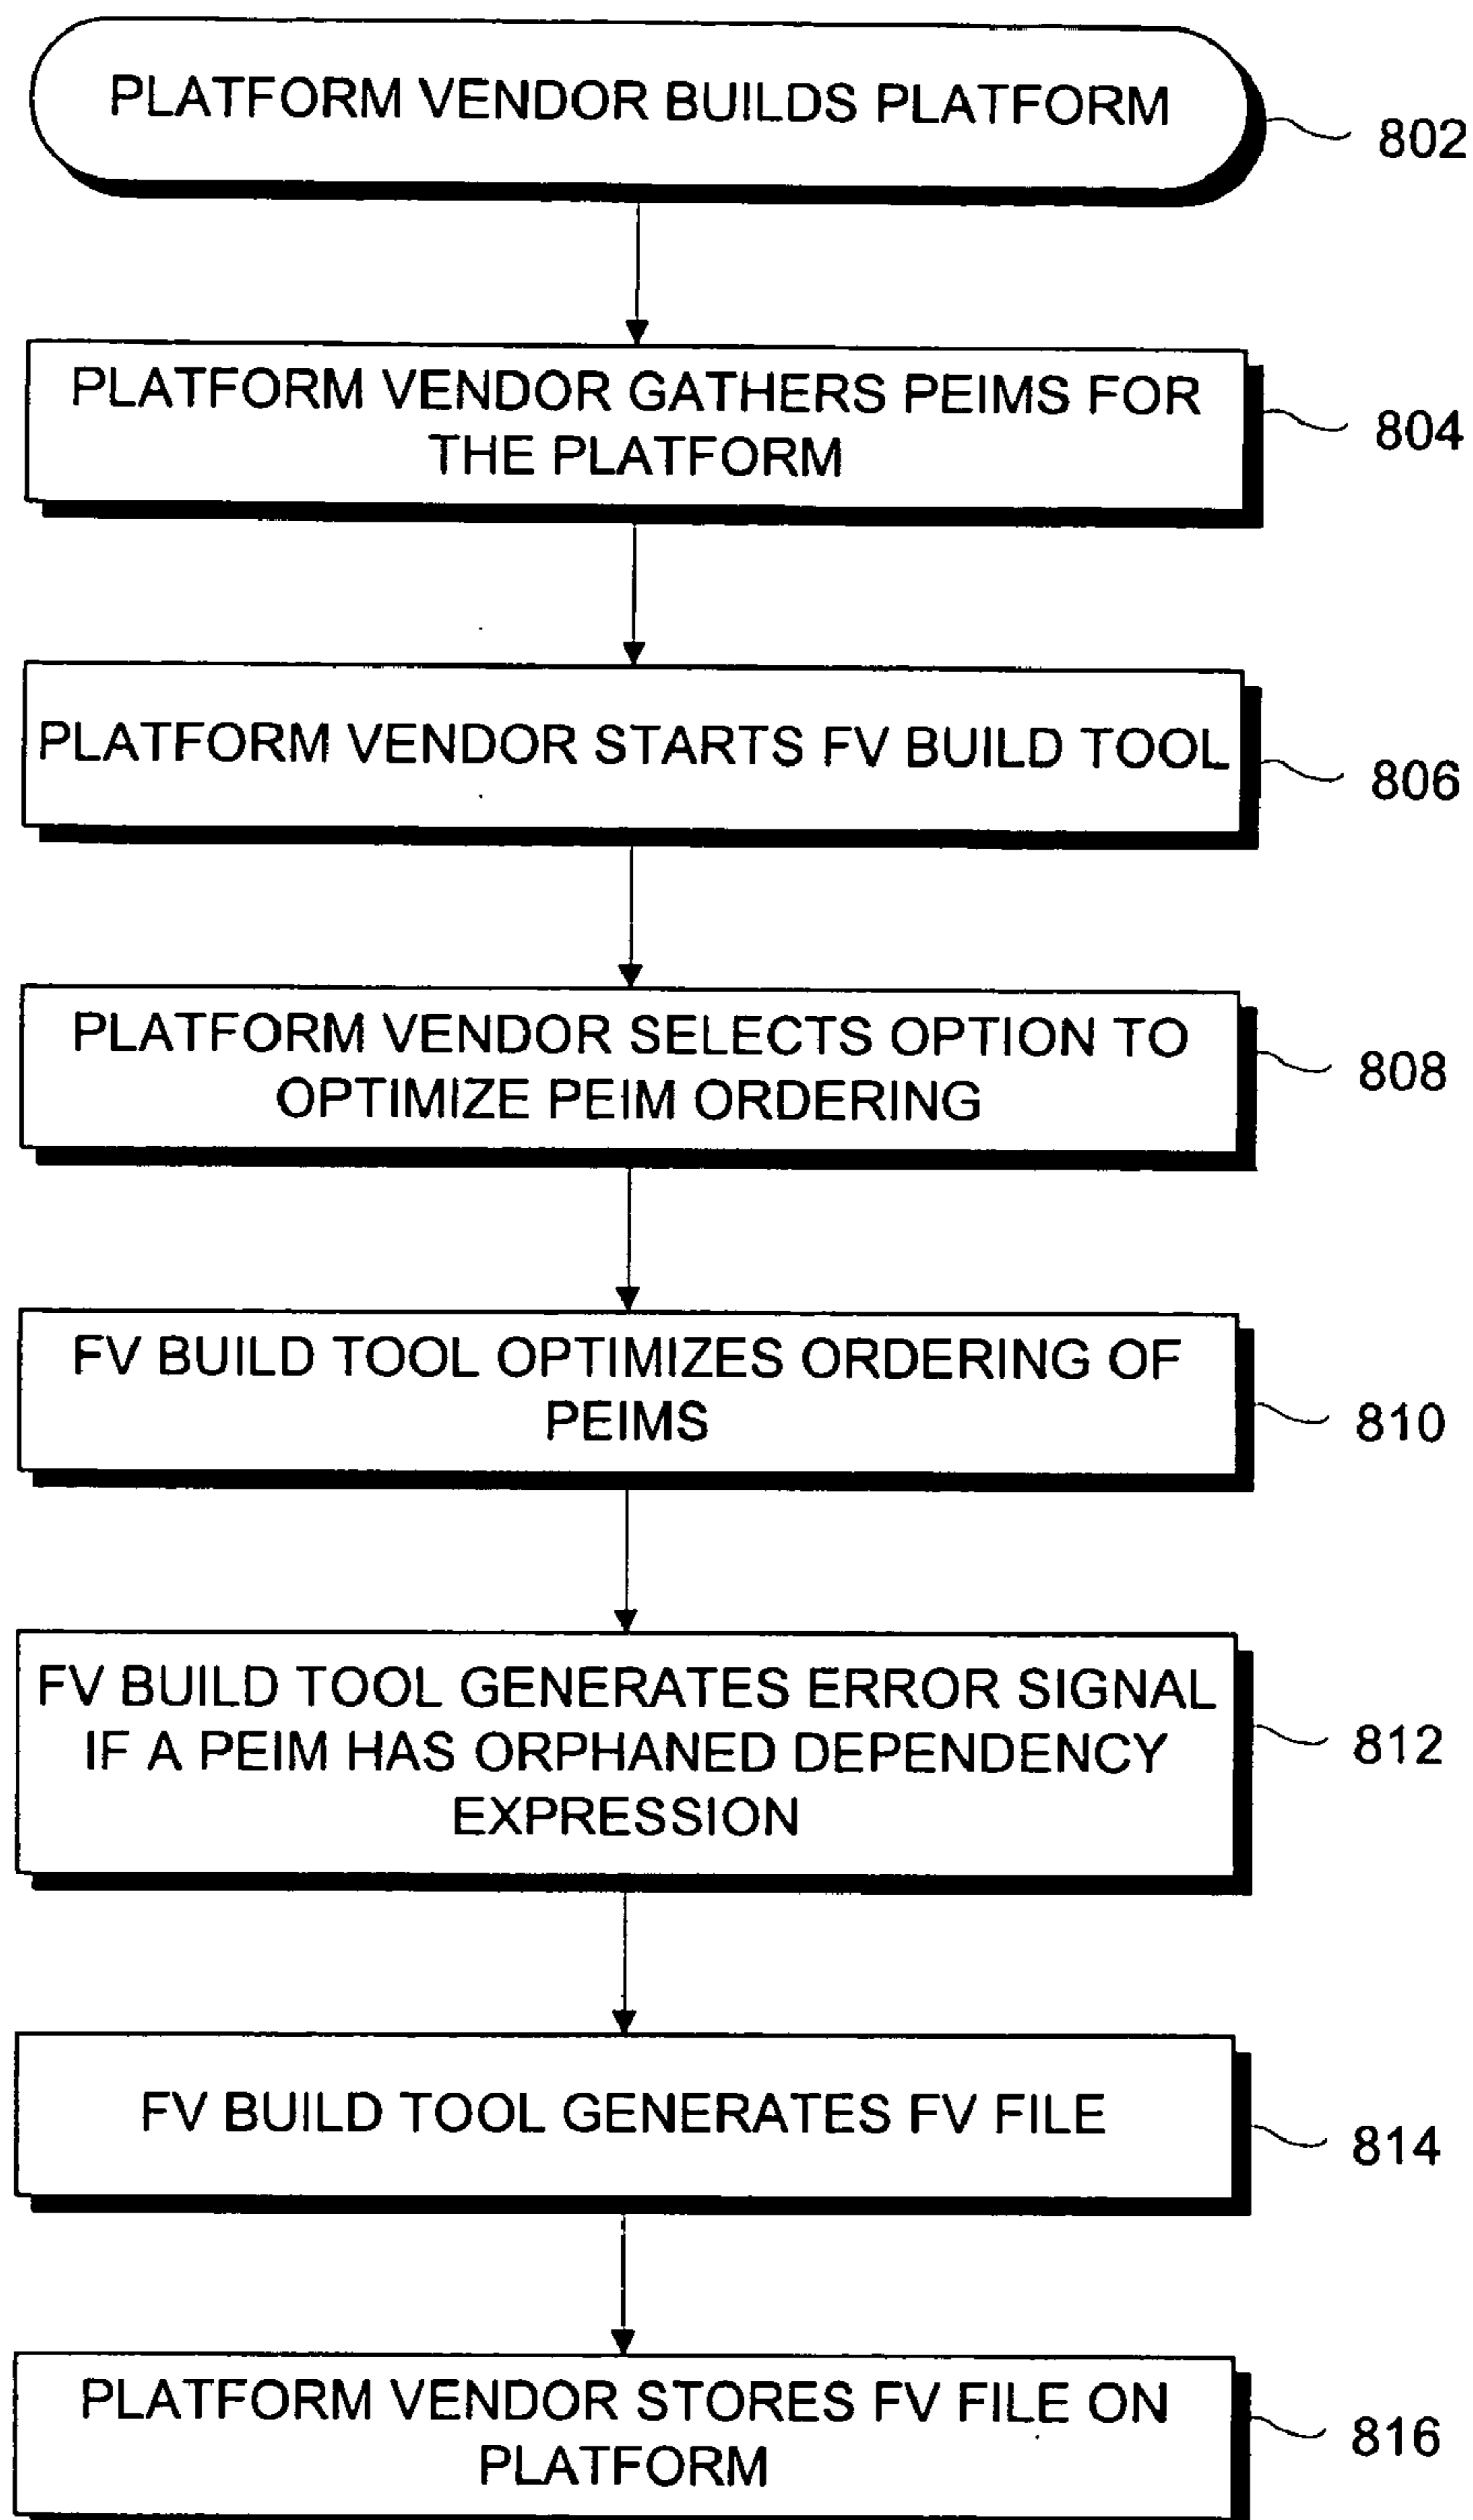 PLATFORM VENDOR BUILDS PLATFORM
802
PLATFORM VENDOR GATHERS PEIMS FOR
THE PLATFORM
804
PLATFORM VENDOR STARTS FV BUILD TOOL
806
PLATFORM VENDOR SELECTS OPTION TO
OPTIMIZE PEIM ORDERING
808
FV BUILD TOOL OPTIMIZES ORDERING OF
PEIMS
810
FV BUILD TOOL GENERATES ERROR SIGNAL
IF A PEIM HAS ORPHANED DEPENDENCY
EXPRESSION
812
FV BUILD TOOL GENERATES FV FILE
814
PLATFORM VENDOR STORES FV FILE ON
PLATFORM
816